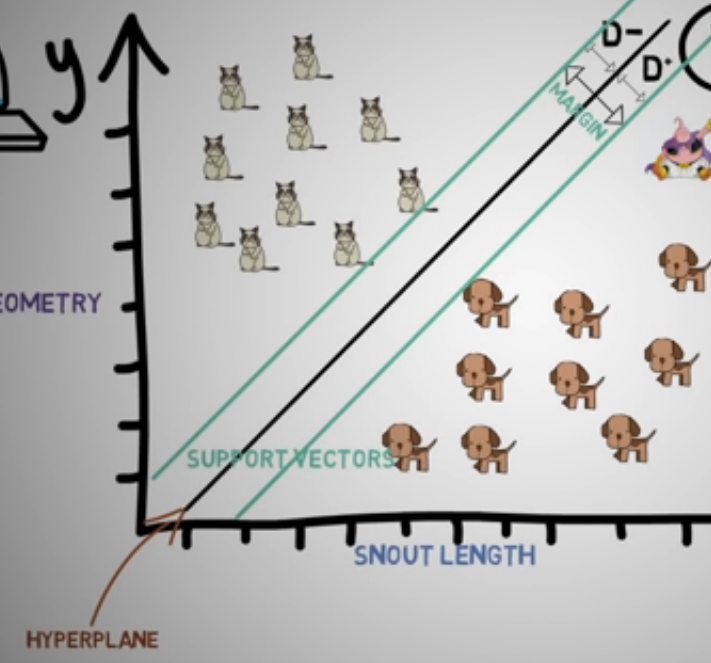 y
D-
D+
MARGIN
EOMETRY
SUPPORT VECTORS
SNOUT LENGTH
HYPERPLANE